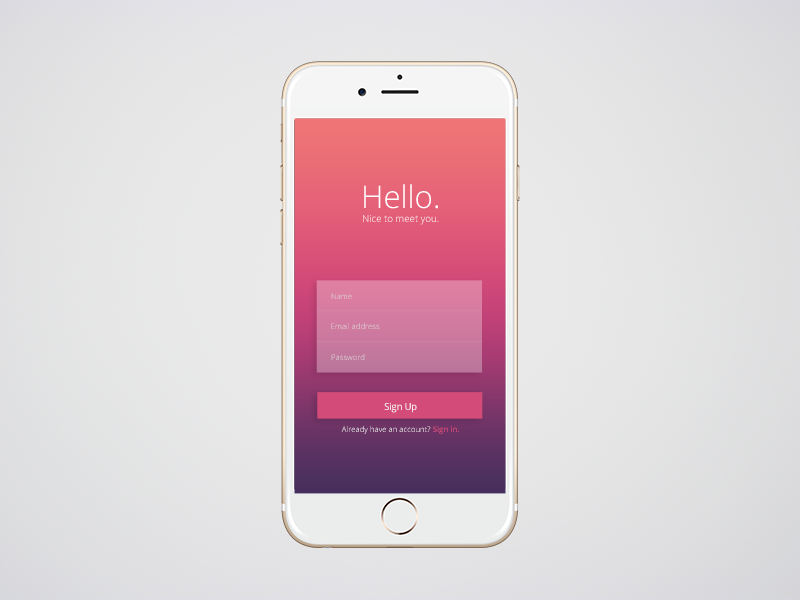 Hello.
Nice to meet you.
Name
Email address
Password
Sign Up
Already have an account? Sign in.